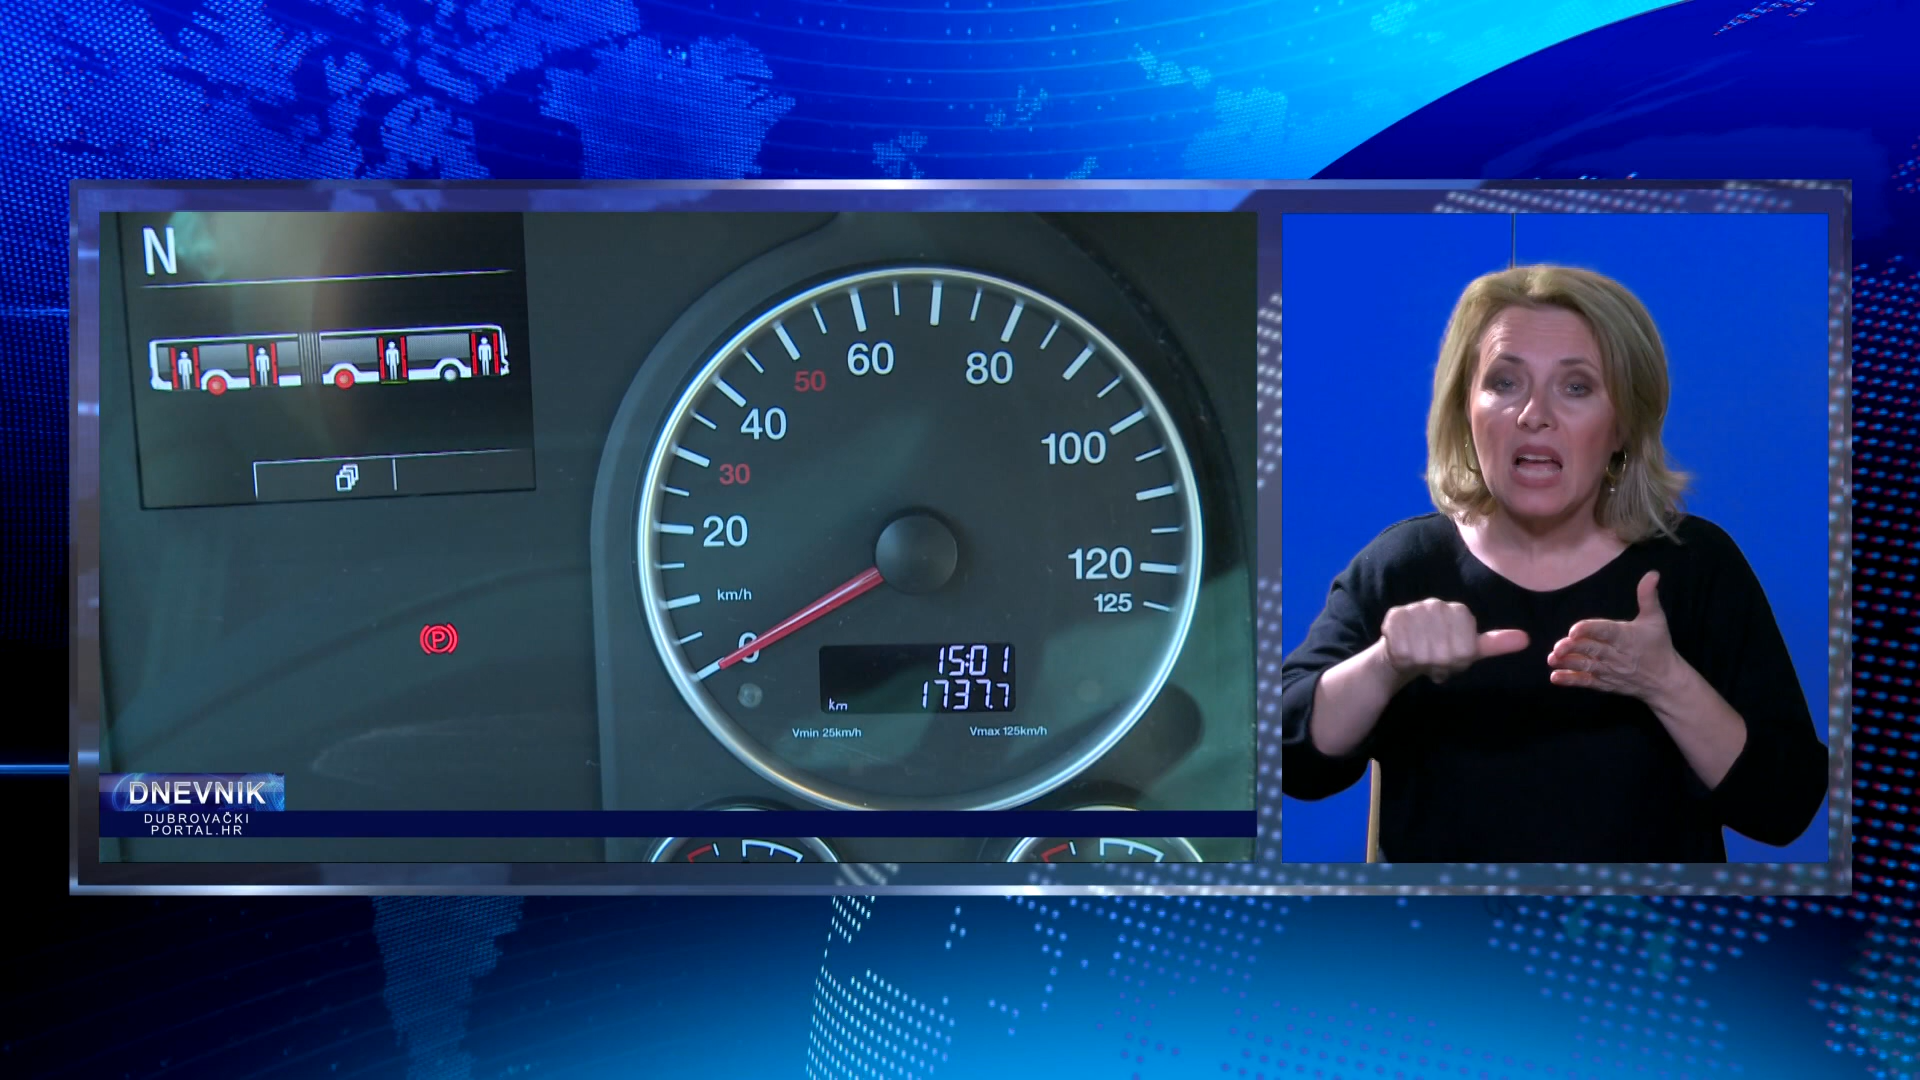 N
60
50
80
40
100
30
20
120
km/h
125
0
15:01
km 1737.7
Vmin 25km/h
Vmax 125km/h
P
DNEVNIK
DUBROVAČKI
PORTAL.HR